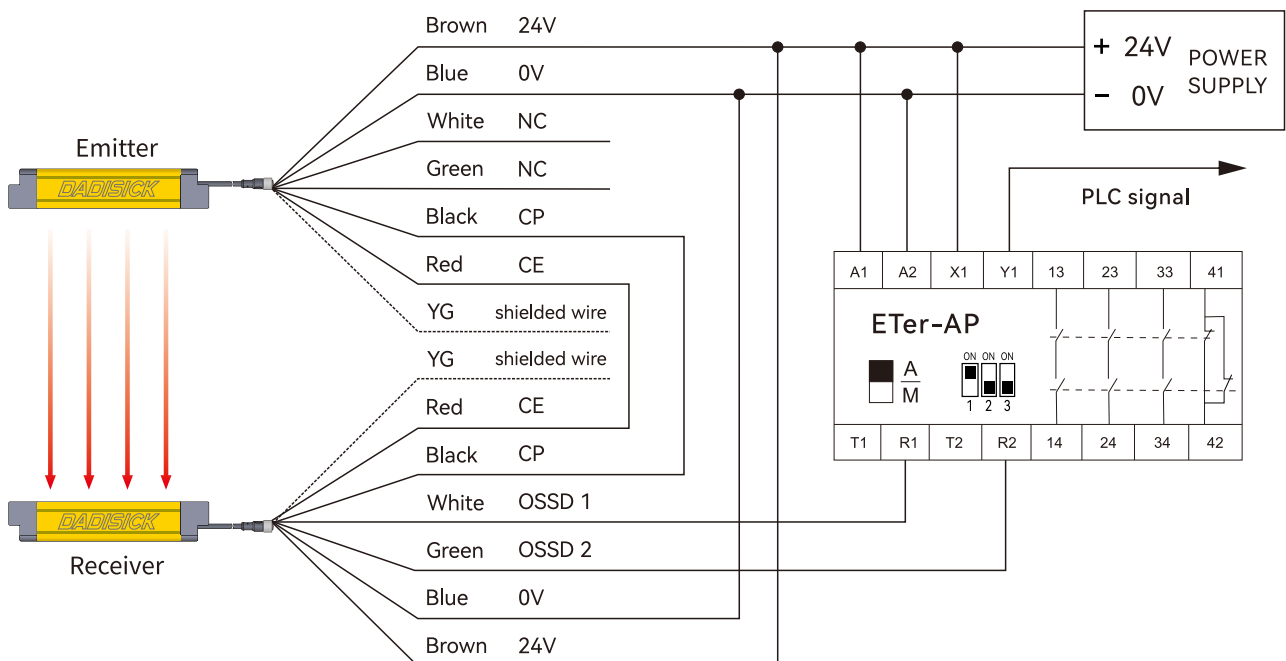 Brown 24V
Blue 0V
White NC
Green NC
Black CP
Red CE
YG shielded wire
YG shielded wire
Red CE
Black CP
White OSSD 1
Green OSSD 2
Blue 0V
Brown 24V
Emitter
DADISICK
DADISICK
Receiver
+ 24V
- 0V
POWER
SUPPLY
PLC signal
A1 A2 X1 Y1 13 23 33 41
ETer-AP
A
M
ON ON ON
1 2 3
T1 R1 T2 R2 14 24 34 42